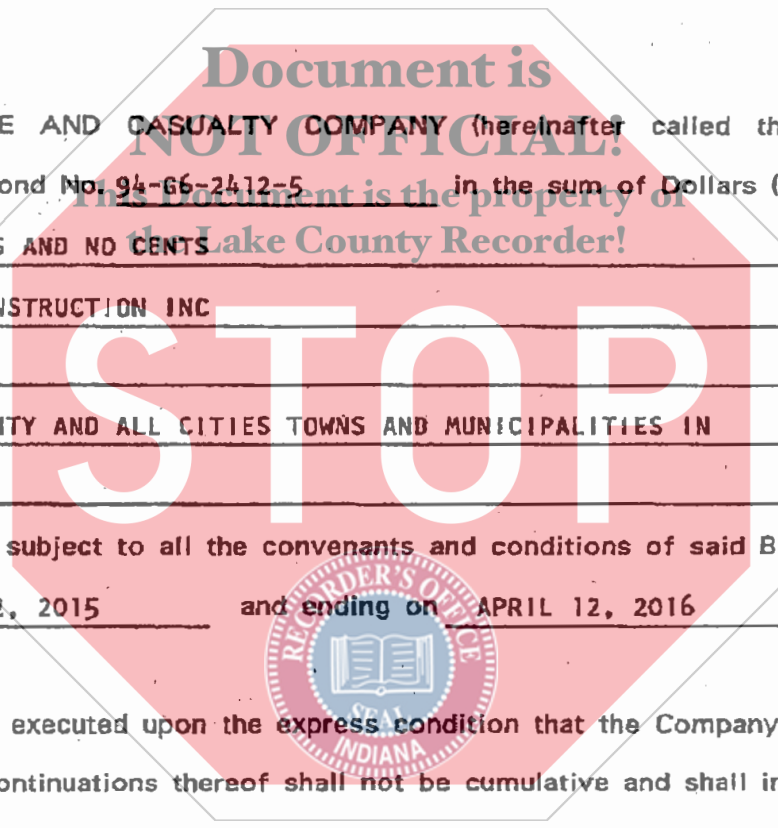 Document is
E AND CASUALTY COMPANY (hereinafter called th
NOT OFFICIAL!
ond No. 94-G6-2412-5 in the sum of Dollars (
This Document is the property of
S AND NO CENTS
the Lake County Recorder!
NSTRUCTION INC
STOP
ITY AND ALL CITIES TOWNS AND MUNICIPALITIES IN
subject to all the convenants and conditions of said B
2, 2015 and ending on APRIL 12, 2016
RECORDER'S OFFICE
SEAL
INDIANA
executed upon the express condition that the Company
ontinuations thereof shall not be cumulative and shall in